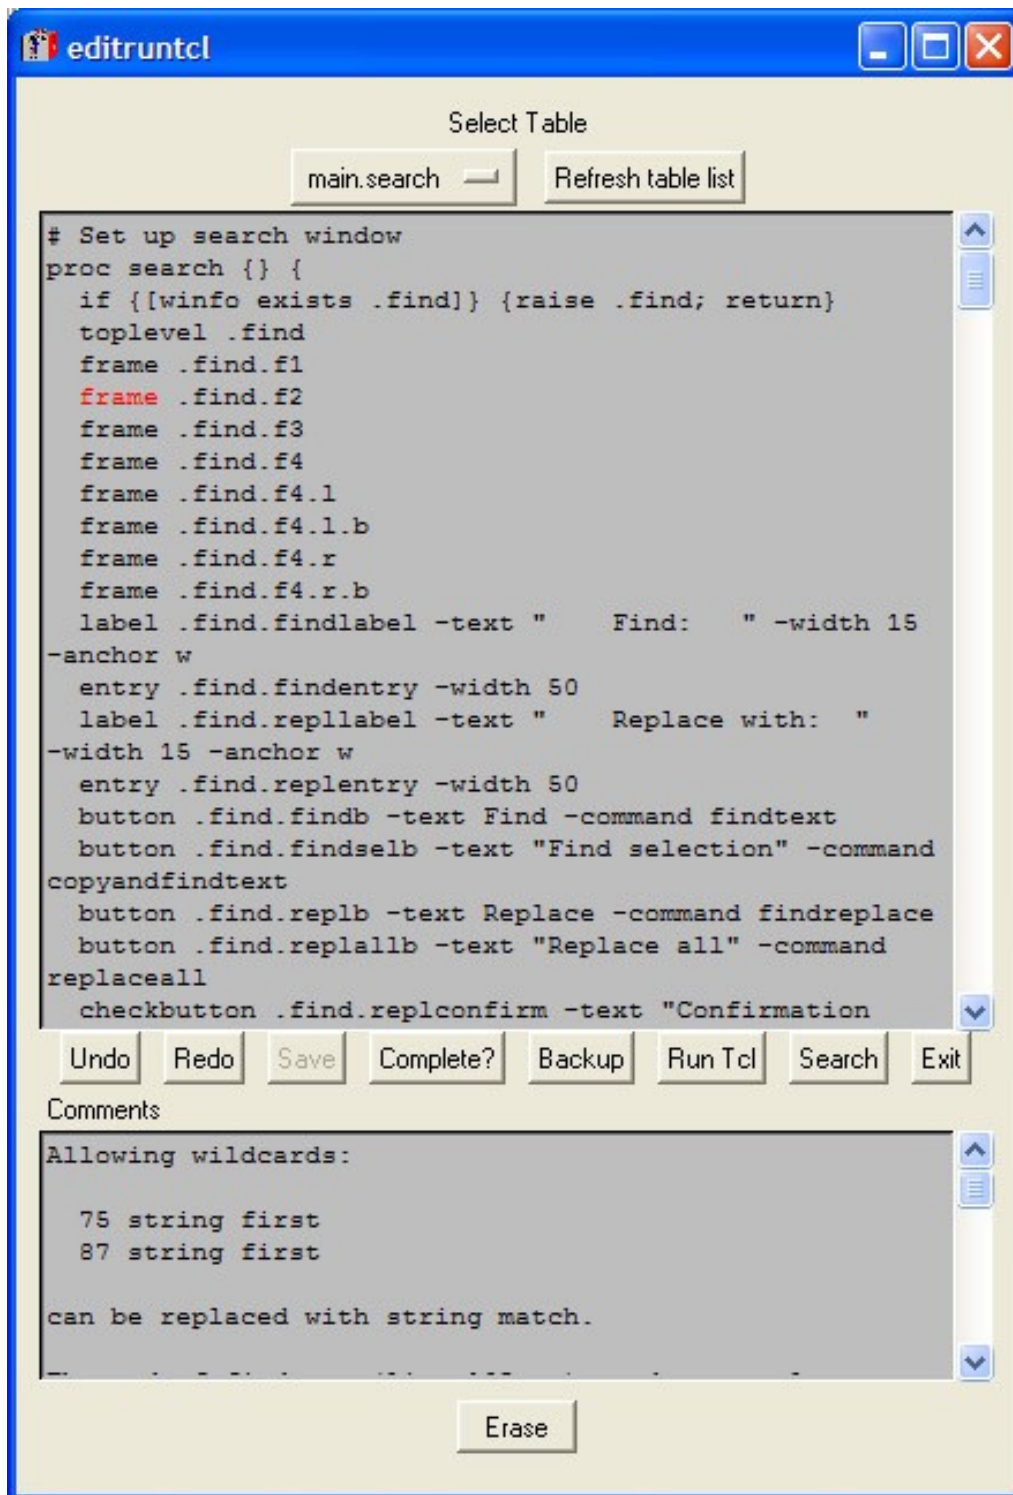 editruntcl
Select Table
main.search
Refresh table list
# Set up search window
proc search {} {
  if {[winfo exists .find]} {raise .find; return}
  toplevel .find
  frame .find.f1
  frame .find.f2
  frame .find.f3
  frame .find.f4
  frame .find.f4.l
  frame .find.f4.l.b
  frame .find.f4.r
  frame .find.f4.r.b
  label .find.findlabel -text "    Find:   " -width 15
-anchor w
  entry .find.findentry -width 50
  label .find.repllabel -text "    Replace with:  "
-width 15 -anchor w
  entry .find.replentry -width 50
  button .find.findb -text Find -command findtext
  button .find.findselb -text "Find selection" -command
copyandfindtext
  button .find.replb -text Replace -command findreplace
  button .find.replallb -text "Replace all" -command
replaceall
  checkbutton .find.replconfirm -text "Confirmation
Undo Redo Save Complete? Backup Run Tcl Search Exit
Comments
Allowing wildcards:
  75 string first
  87 string first
can be replaced with string match.
Erase